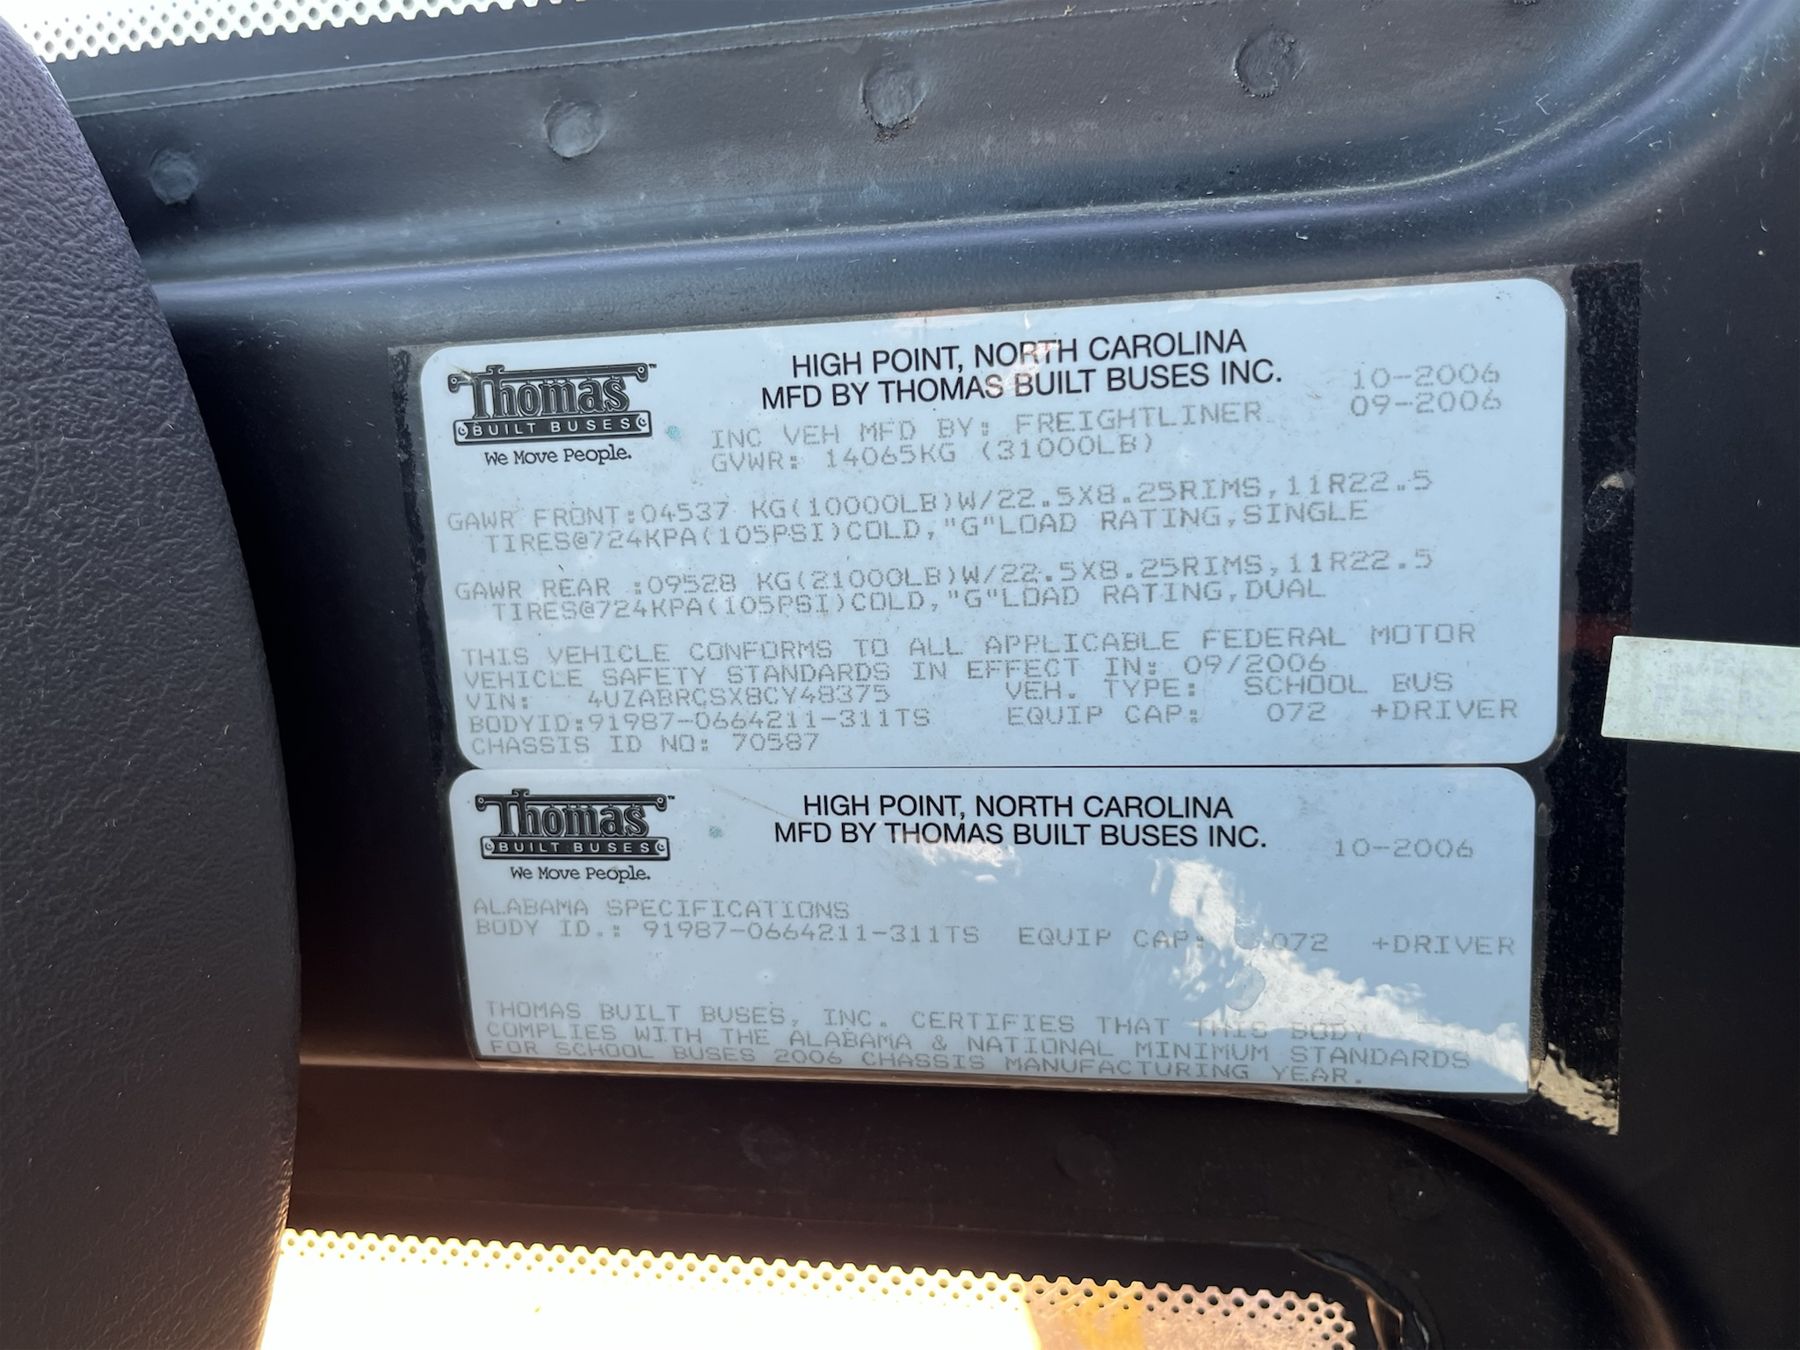 Thomas™
BUILT BUSES
We Move People.
HIGH POINT, NORTH CAROLINA
MFD BY THOMAS BUILT BUSES INC. 10-2006
INC VEH MFD BY: FREIGHTLINER 09-2006
GVWR: 14065KG (31000LB)
GAWR FRONT:04537 KG(10000LB)W/22.5X8.25RIMS,11R22.5
TIRES@724KPA(105PSI)COLD,"G"LOAD RATING,SINGLE
GAWR REAR :09528 KG(21000LB)W/22.5X8.25RIMS,11R22.5
TIRES@724KPA(105PSI)COLD,"G"LOAD RATING,DUAL
THIS VEHICLE CONFORMS TO ALL APPLICABLE FEDERAL MOTOR
VEHICLE SAFETY STANDARDS IN EFFECT IN: 09/2006
VIN: 4UZABRCSX8CY48375 VEH. TYPE: SCHOOL BUS
BODYID:91987-0664211-311TS EQUIP CAP: 072 +DRIVER
CHASSIS ID NO: 70587
Thomas™
BUILT BUSES
We Move People.
HIGH POINT, NORTH CAROLINA
MFD BY THOMAS BUILT BUSES INC. 10-2006
ALABAMA SPECIFICATIONS
BODY ID.: 91987-0664211-311TS EQUIP CAP: 072 +DRIVER
THOMAS BUILT BUSES, INC. CERTIFIES THAT THIS BODY
COMPLIES WITH THE ALABAMA & NATIONAL MINIMUM STANDARDS
FOR SCHOOL BUSES 2006 CHASSIS MANUFACTURING YEAR.